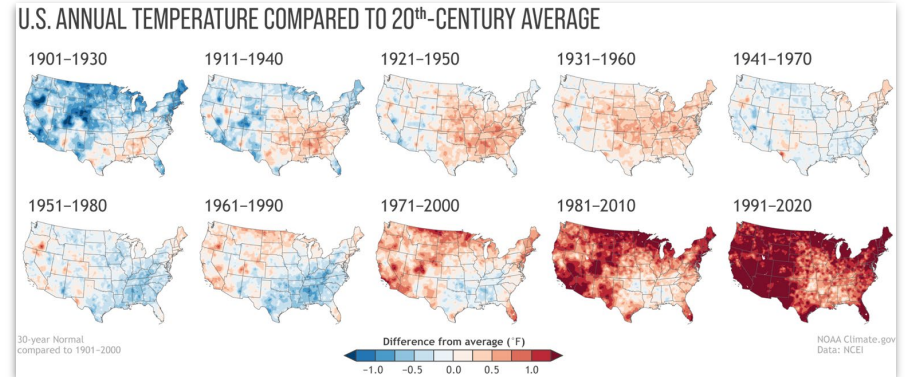 U.S. ANNUAL TEMPERATURE COMPARED TO 20th-CENTURY AVERAGE
1901–1930
1911–1940
1921–1950
1931–1960
1941–1970
1951–1980
1961–1990
1971–2000
1981–2010
1991–2020
30-year Normal
compared to 1901–2000
Difference from average (°F)
-1.0 -0.5 0.0 0.5 1.0
NOAA Climate.gov
Data: NCEI